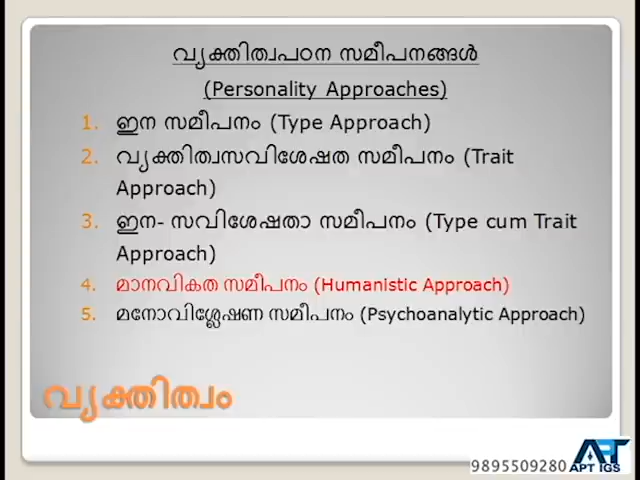 വ്യക്തിത്വപഠന സമീപനങ്ങൾ
(Personality Approaches)
1. ഇന സമീപനം (Type Approach)
2. വ്യക്തിത്വസവിശേഷത സമീപനം (Trait
Approach)
3. ഇന- സവിശേഷതാ സമീപനം (Type cum Trait
Approach)
4. മാനവികത സമീപനം (Humanistic Approach)
5. മനോവിശ്ലേഷണ സമീപനം (Psychoanalytic Approach)
വ്യക്തിത്വം
9895509280
APT IGS